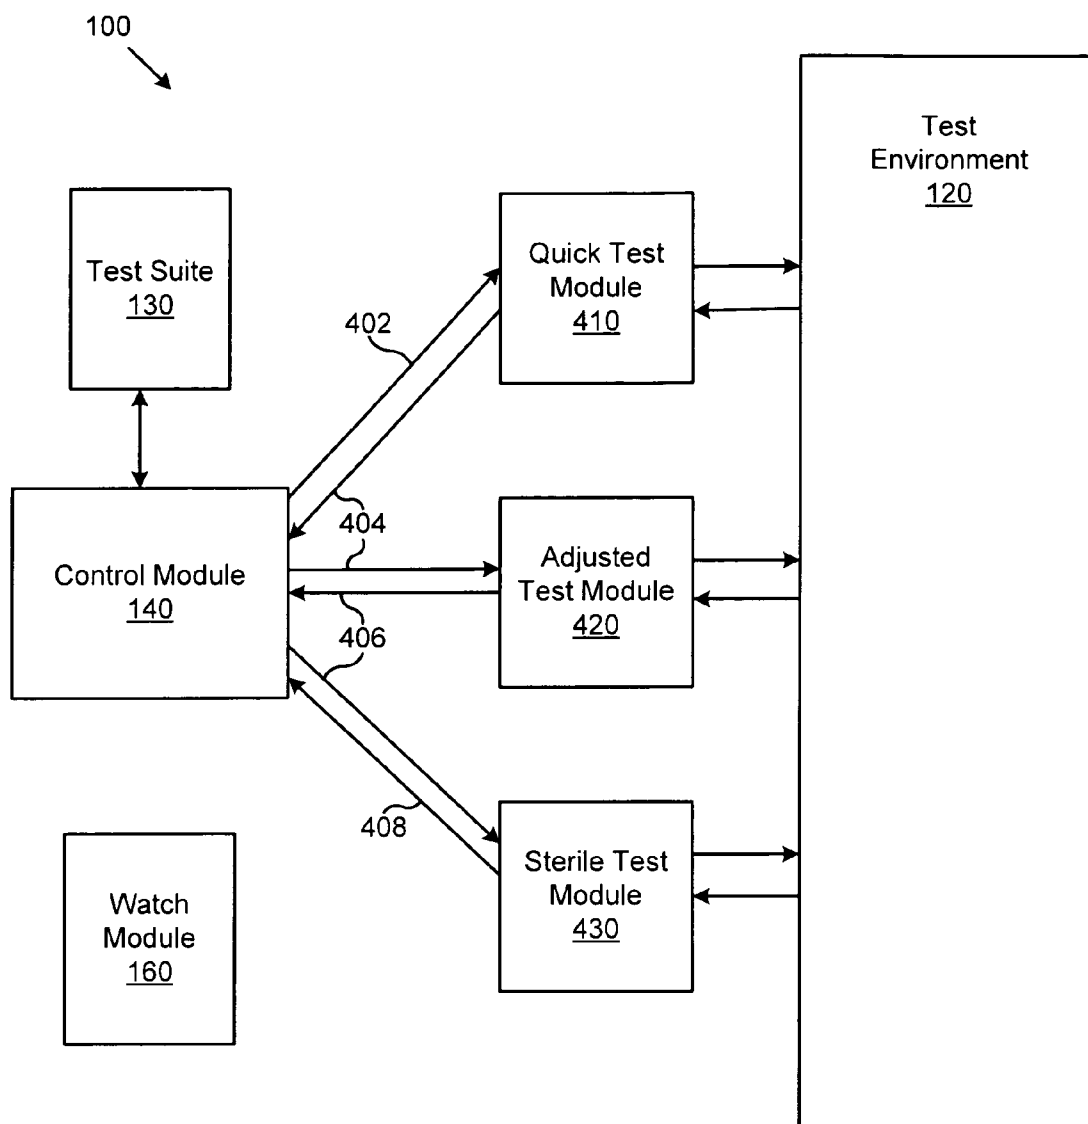 100
Test
Environment
120
Test Suite
130
Quick Test
Module
410
402
404
Control Module
140
Adjusted
Test Module
420
406
408
Watch
Module
160
Sterile Test
Module
430